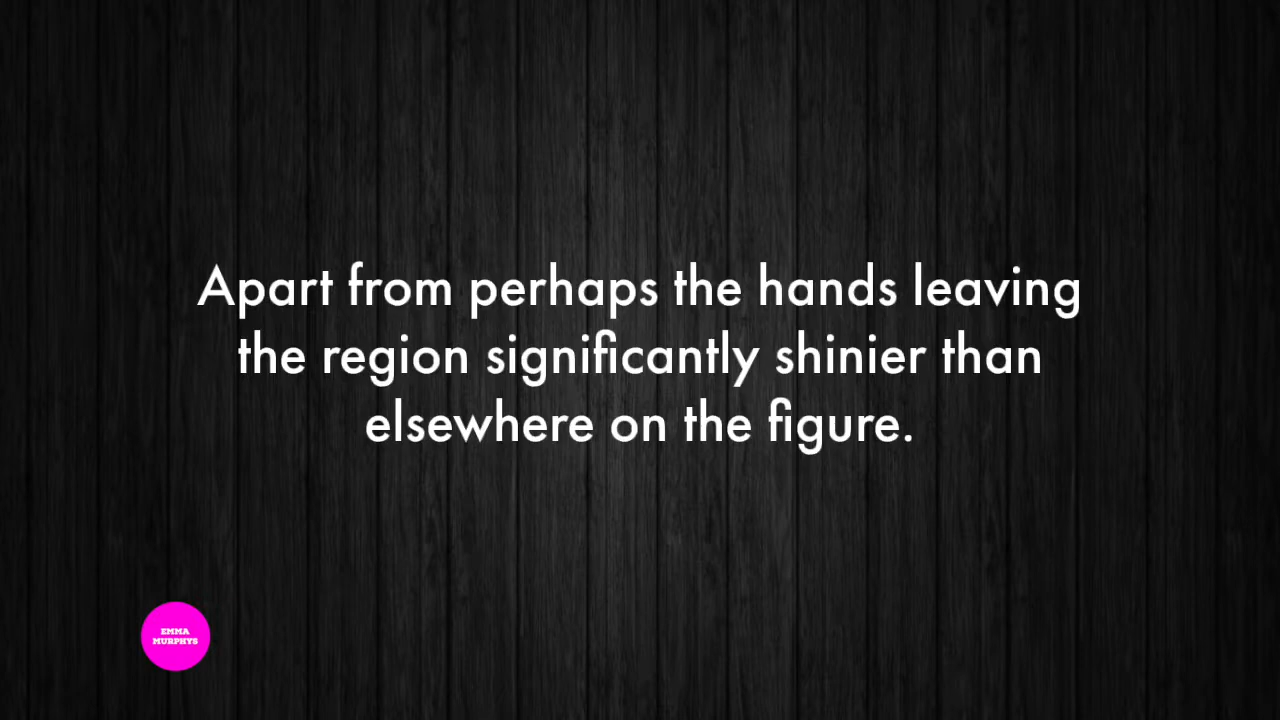 Apart from perhaps the hands leaving
the region significantly shinier than
elsewhere on the figure.
EMMA
MURPHYS